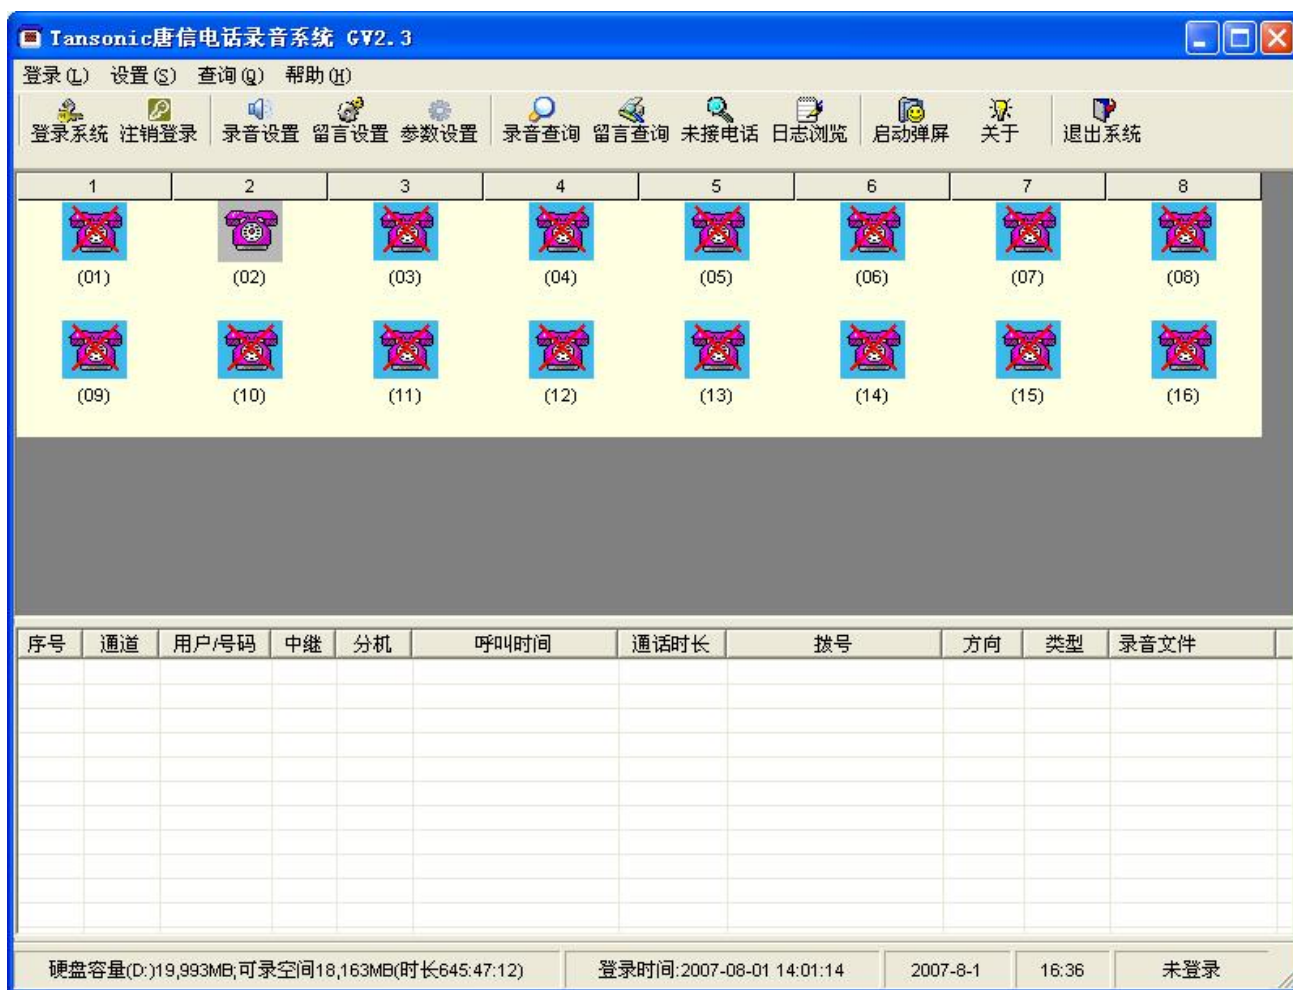 Tansonic唐信电话录音系统 GV2.3
登录(L) 设置(S) 查询(Q) 帮助(H)
登录系统 注销登录 录音设置 留言设置 参数设置 录音查询 留言查询 未接电话 日志浏览 启动弹屏 关于 退出系统
1 2 3 4 5 6 7 8
(01) (02) (03) (04) (05) (06) (07) (08)
(09) (10) (11) (12) (13) (14) (15) (16)
序号 通道 用户/号码 中继 分机 呼叫时间 通话时长 拨号 方向 类型 录音文件
硬盘容量(D:)19,993MB;可录空间18,163MB(时长645:47:12) 登录时间:2007-08-01 14:01:14 2007-8-1 16:36 未登录